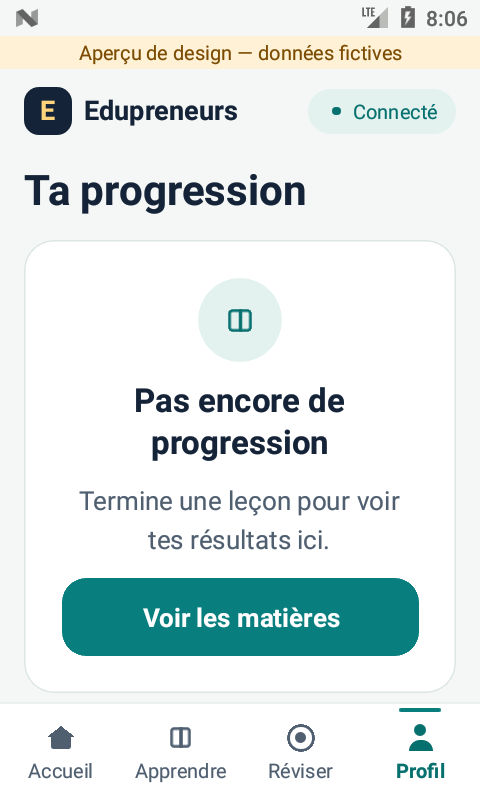 LTE 8:06
Aperçu de design — données fictives
E Edupreneurs
Connecté
Ta progression
Pas encore de
progression
Termine une leçon pour voir
tes résultats ici.
Voir les matières
Accueil Apprendre Réviser Profil